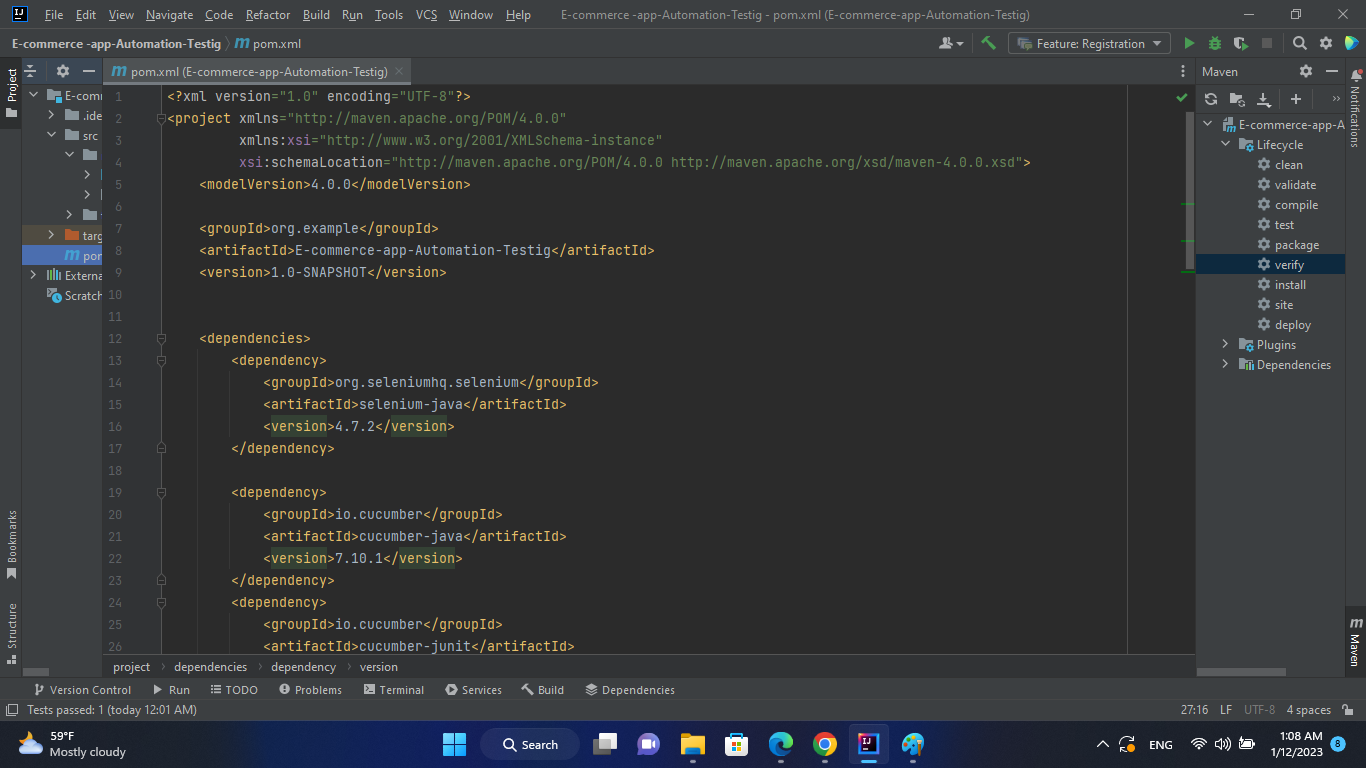 File Edit View Navigate Code Refactor Build Run Tools VCS Window Help E-commerce -app-Automation-Testig - pom.xml (E-commerce-app-Automation-Testig)
E-commerce -app-Automation-Testig m pom.xml Feature: Registration
Project
m pom.xml (E-commerce-app-Automation-Testig)
Maven
Notifications
E-comm
.ide
src
targ
m pom
Externa
Scratch
1 <?xml version="1.0" encoding="UTF-8"?>
2 <project xmlns="http://maven.apache.org/POM/4.0.0"
3 xmlns:xsi="http://www.w3.org/2001/XMLSchema-instance"
4 xsi:schemaLocation="http://maven.apache.org/POM/4.0.0 http://maven.apache.org/xsd/maven-4.0.0.xsd">
5 <modelVersion>4.0.0</modelVersion>
6
7 <groupId>org.example</groupId>
8 <artifactId>E-commerce-app-Automation-Testig</artifactId>
9 <version>1.0-SNAPSHOT</version>
10
11
12 <dependencies>
13 <dependency>
14 <groupId>org.seleniumhq.selenium</groupId>
15 <artifactId>selenium-java</artifactId>
16 <version>4.7.2</version>
17 </dependency>
18
19 <dependency>
20 <groupId>io.cucumber</groupId>
21 <artifactId>cucumber-java</artifactId>
22 <version>7.10.1</version>
23 </dependency>
24 <dependency>
25 <groupId>io.cucumber</groupId>
26 <artifactId>cucumber-junit</artifactId>
E-commerce-app-A
Lifecycle
clean
validate
compile
test
package
verify
install
site
deploy
Plugins
Dependencies
m Maven
Bookmarks
Structure
project dependencies dependency version
Version Control Run TODO Problems Terminal Services Build Dependencies
Tests passed: 1 (today 12:01 AM) 27:16 LF UTF-8 4 spaces
59°F
Mostly cloudy
Search
ENG
1:08 AM
1/12/2023
8